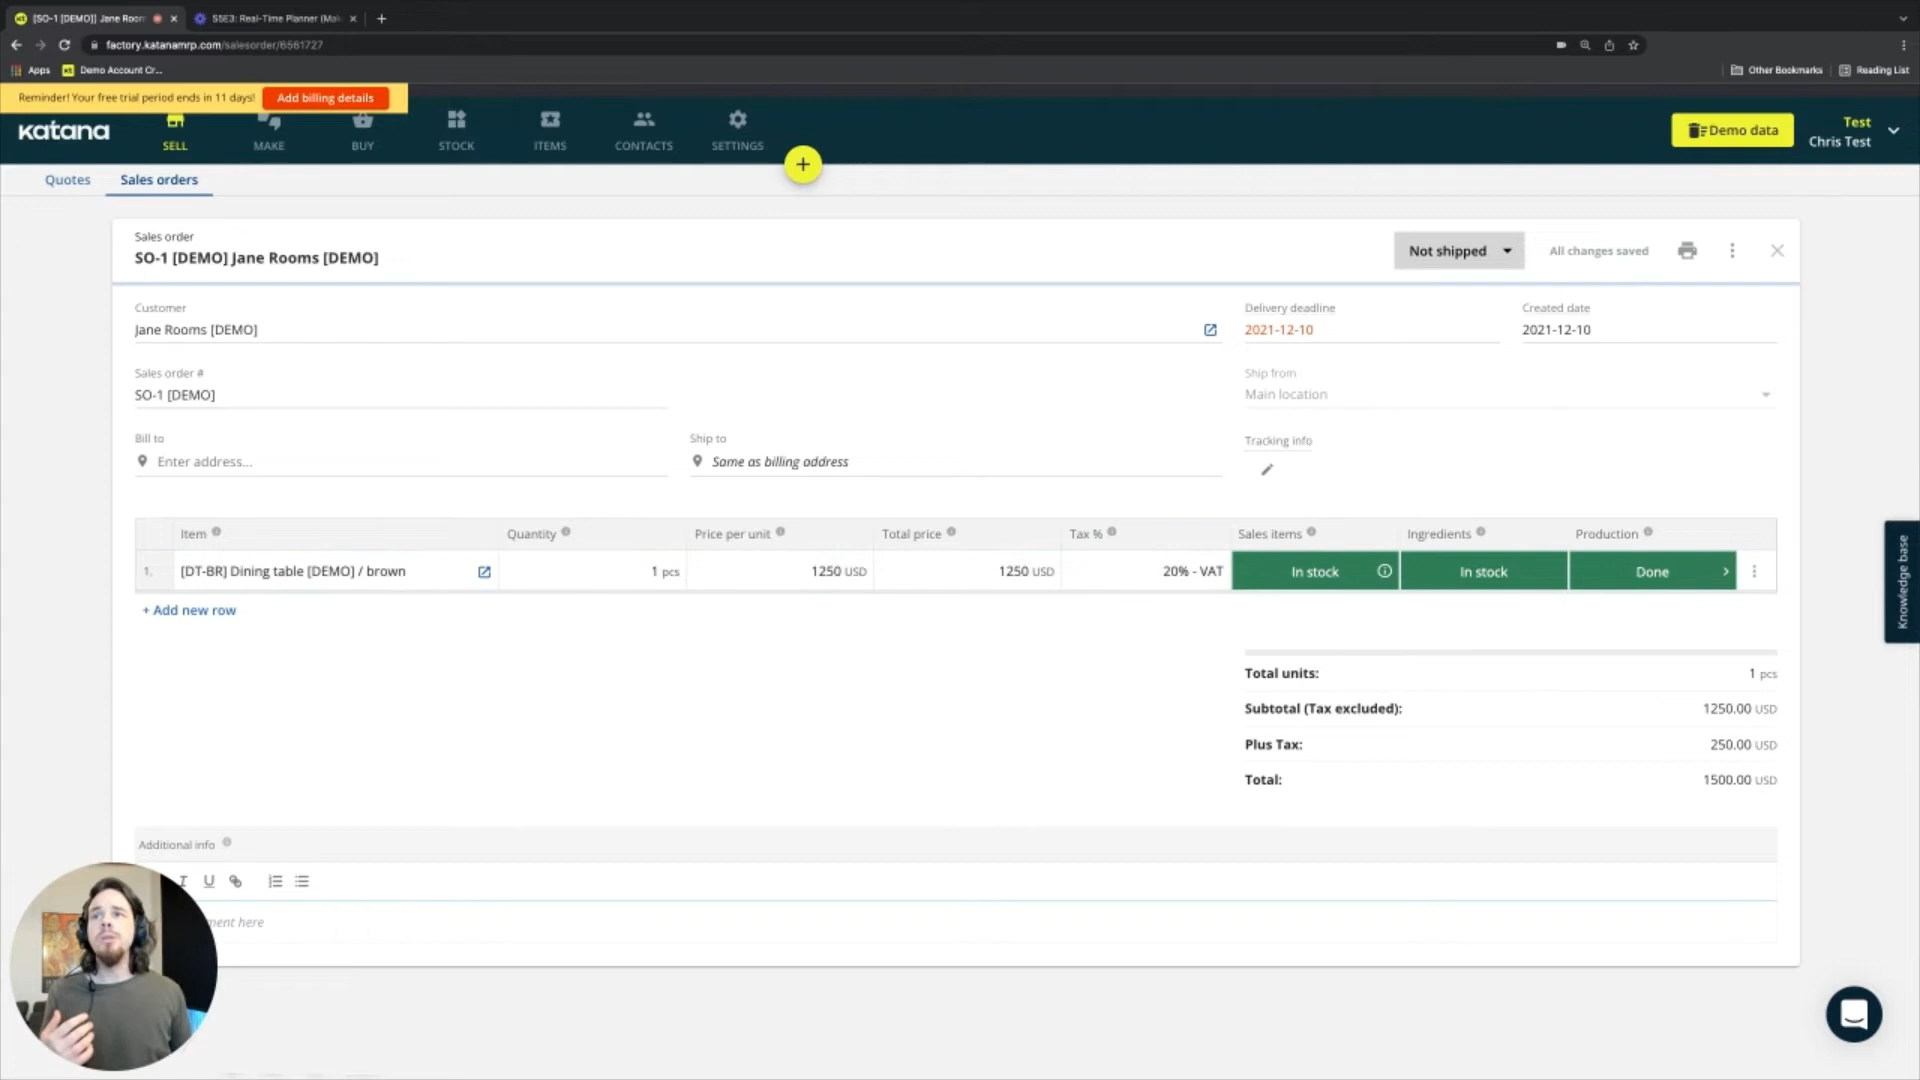 [SO-1 [DEMO]] Jane Room
S5E3: Real-Time Planner (Mak
factory.katanamrp.com/salesorder/6561727
Apps
Demo Account Cr...
Other Bookmarks
Reading List
Reminder! Your free trial period ends in 11 days!
Add billing details
katana
SELL
MAKE
BUY
STOCK
ITEMS
CONTACTS
SETTINGS
+
Demo data
Test
Chris Test
Quotes
Sales orders
Sales order
SO-1 [DEMO] Jane Rooms [DEMO]
Not shipped
All changes saved
Customer
Jane Rooms [DEMO]
Delivery deadline
2021-12-10
Created date
2021-12-10
Sales order #
SO-1 [DEMO]
Ship from
Main location
Bill to
Enter address...
Ship to
Same as billing address
Tracking info
Item Quantity Price per unit Total price Tax % Sales items Ingredients Production
1. [DT-BR] Dining table [DEMO] / brown 1 pcs 1250 USD 1250 USD 20% - VAT In stock In stock Done
+ Add new row
Total units: 1 pcs
Subtotal (Tax excluded): 1250.00 USD
Plus Tax: 250.00 USD
Total: 1500.00 USD
Knowledge base
Additional info
I U
ment here